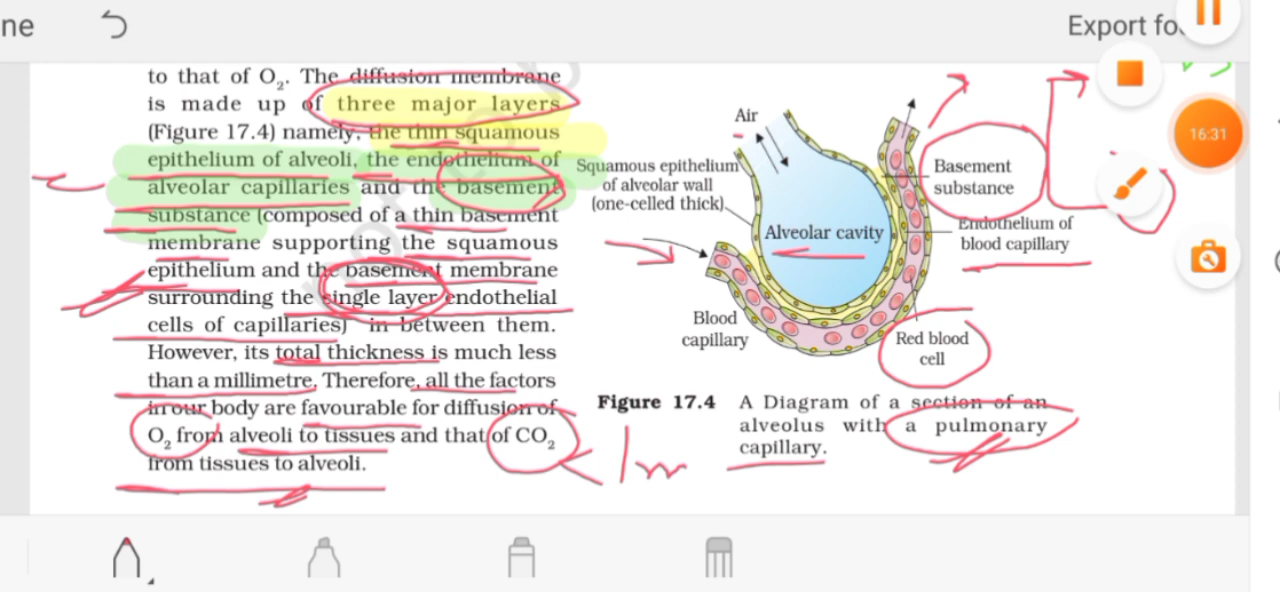 ne
Export fo
to that of O₂. The diffusion membrane
is made up of three major layers
(Figure 17.4) namely, the thin squamous
epithelium of alveoli, the endothelium of
alveolar capillaries and the basement
substance (composed of a thin basement
membrane supporting the squamous
epithelium and the basement membrane
surrounding the single layer endothelial
cells of capillaries) in between them.
However, its total thickness is much less
than a millimetre. Therefore, all the factors
in our body are favourable for diffusion of
O₂ from alveoli to tissues and that of CO₂
from tissues to alveoli.
Air
Squamous epithelium
of alveolar wall
(one-celled thick)
Alveolar cavity
Basement
substance
Endothelium of
blood capillary
Blood
capillary
Red blood
cell
Figure 17.4 A Diagram of a section of an
alveolus with a pulmonary
capillary.
16:31